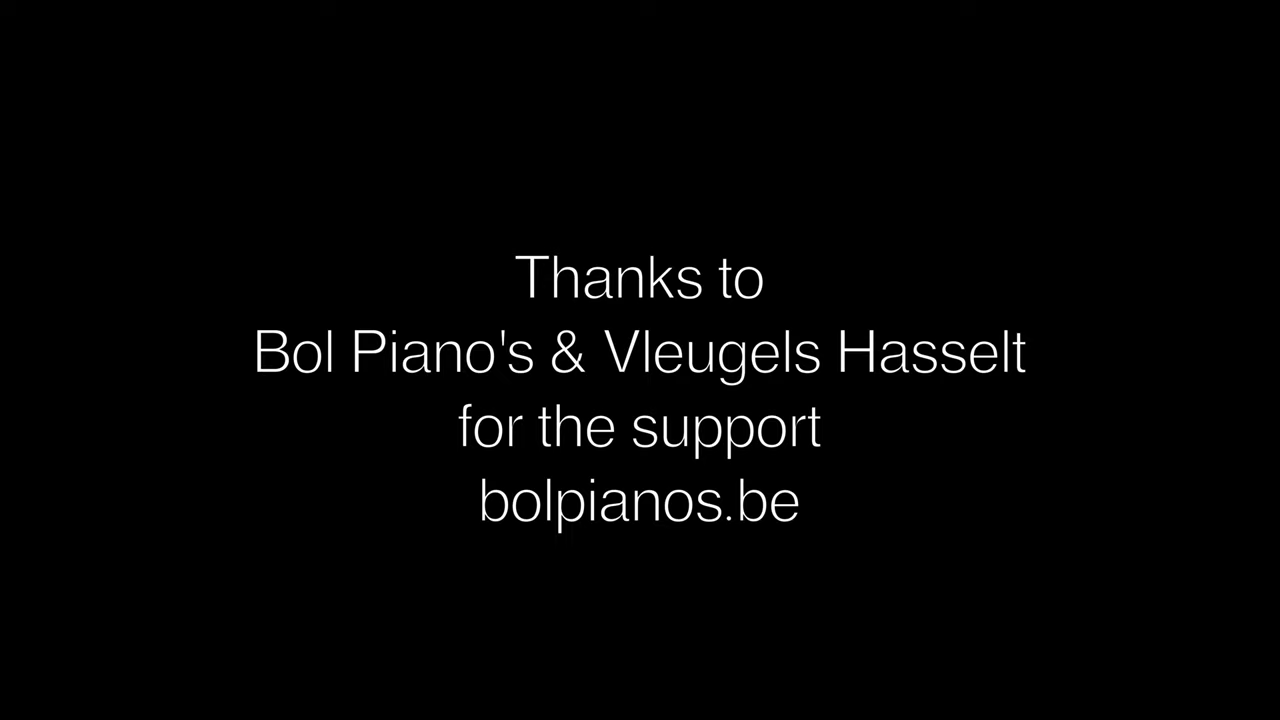 Thanks to
Bol Piano's & Vleugels Hasselt
for the support
bolpianos.be